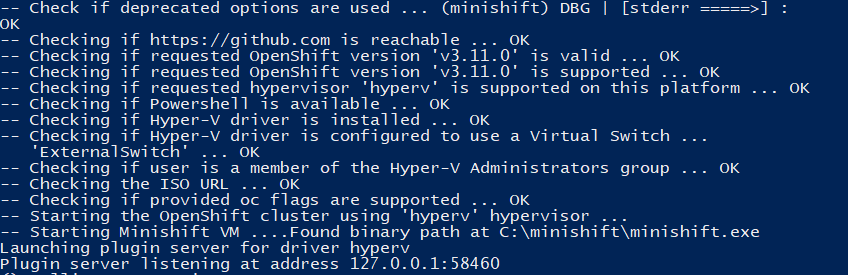 -- Check if deprecated options are used ... (minishift) DBG | [stderr =====>] :
OK
-- Checking if https://github.com is reachable ... OK
-- Checking if requested OpenShift version 'v3.11.0' is valid ... OK
-- Checking if requested OpenShift version 'v3.11.0' is supported ... OK
-- Checking if requested hypervisor 'hyperv' is supported on this platform ... OK
-- Checking if Powershell is available ... OK
-- Checking if Hyper-V driver is installed ... OK
-- Checking if Hyper-V driver is configured to use a Virtual Switch ...
   'ExternalSwitch' ... OK
-- Checking if user is a member of the Hyper-V Administrators group ... OK
-- Checking the ISO URL ... OK
-- Checking if provided oc flags are supported ... OK
-- Starting the OpenShift cluster using 'hyperv' hypervisor ...
-- Starting Minishift VM ....Found binary path at C:\minishift\minishift.exe
Launching plugin server for driver hyperv
Plugin server listening at address 127.0.0.1:58460